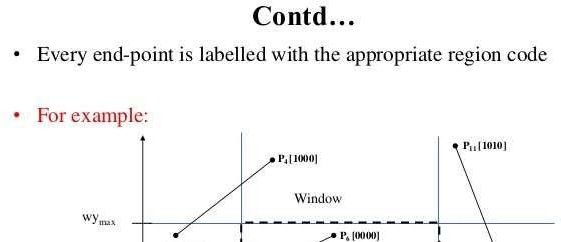 Contd…
• Every end-point is labelled with the appropriate region code
• For example:
P4[1000]
P11[1010]
Window
wymax
P6 [0000]